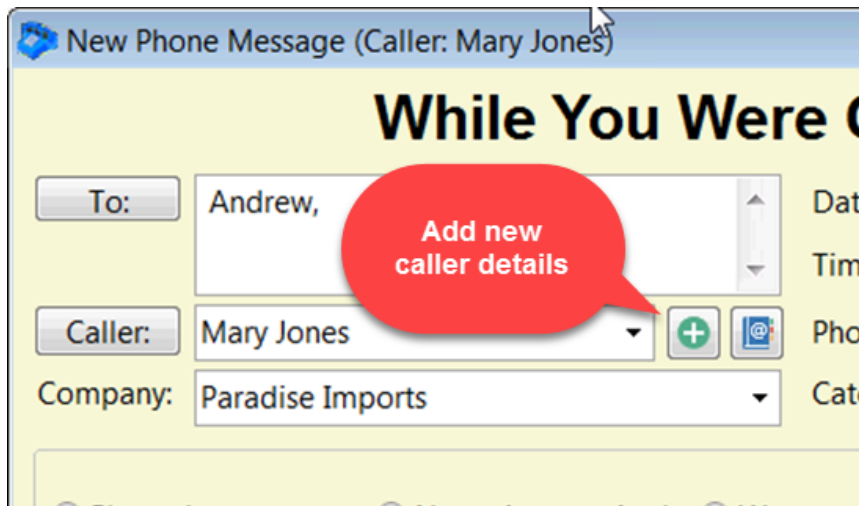 New Phone Message (Caller: Mary Jones)
While You Were
To: Andrew,
Add new
caller details
Caller: Mary Jones
Company: Paradise Imports